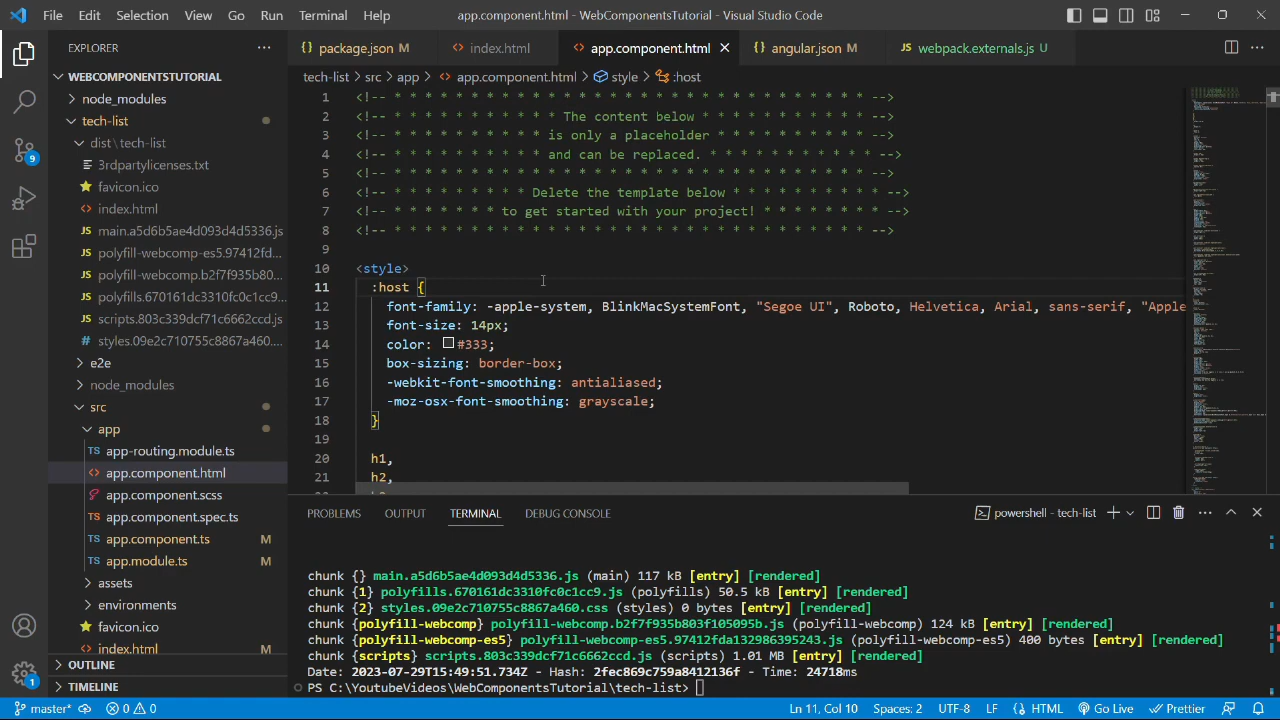 File Edit Selection View Go Run Terminal Help
app.component.html - WebComponentsTutorial - Visual Studio Code
EXPLORER
WEBCOMPONENTSTUTORIAL
node_modules
tech-list
dist\tech-list
3rdpartylicenses.txt
favicon.ico
index.html
main.a5d6b5ae4d093d4d5336.js
polyfill-webcomp-es5.97412fd...
polyfill-webcomp.b2f7f935b80...
polyfills.670161dc3310fc0c1cc9...
scripts.803c339dcf71c6662ccd.js
styles.09e2c710755c8867a460....
e2e
node_modules
src
app
app-routing.module.ts
app.component.html
app.component.scss
app.component.spec.ts
app.component.ts M
app.module.ts M
assets
environments
favicon.ico
index.html
OUTLINE
TIMELINE
9
1
package.json M
index.html
app.component.html
angular.json M
webpack.externals.js U
tech-list > src > app > app.component.html > style > :host
1 <!-- * * * * * * * * * * * * * * * * * * * * * * * * * * * * * * * -->
2 <!-- * * * * * * * * * * * The content below * * * * * * * * * * * -->
3 <!-- * * * * * * * * * * is only a placeholder * * * * * * * * * * -->
4 <!-- * * * * * * * * * * and can be replaced. * * * * * * * * * * * -->
5 <!-- * * * * * * * * * * * * * * * * * * * * * * * * * * * * * * * -->
6 <!-- * * * * * * * * * Delete the template below * * * * * * * * * * -->
7 <!-- * * * * * * * to get started with your project! * * * * * * * * -->
8 <!-- * * * * * * * * * * * * * * * * * * * * * * * * * * * * * * * -->
9
10 <style>
11 :host {
12 font-family: -apple-system, BlinkMacSystemFont, "Segoe UI", Roboto, Helvetica, Arial, sans-serif, "Apple
13 font-size: 14px;
14 color: #333;
15 box-sizing: border-box;
16 -webkit-font-smoothing: antialiased;
17 -moz-osx-font-smoothing: grayscale;
18 }
19
20 h1,
21 h2,
PROBLEMS OUTPUT TERMINAL DEBUG CONSOLE
powershell - tech-list
chunk {} main.a5d6b5ae4d093d4d5336.js (main) 117 kB [entry] [rendered]
chunk {1} polyfills.670161dc3310fc0c1cc9.js (polyfills) 50.5 kB [entry] [rendered]
chunk {2} styles.09e2c710755c8867a460.css (styles) 0 bytes [entry] [rendered]
chunk {polyfill-webcomp} polyfill-webcomp.b2f7f935b803f105095b.js (polyfill-webcomp) 124 kB [entry] [rendered]
chunk {polyfill-webcomp-es5} polyfill-webcomp-es5.97412fda132986395243.js (polyfill-webcomp-es5) 400 bytes [entry] [rendered]
chunk {scripts} scripts.803c339dcf71c6662ccd.js (scripts) 1.01 MB [entry] [rendered]
Date: 2023-07-29T15:49:51.734Z - Hash: 2fec869c759a8412136f - Time: 24718ms
PS C:\YoutubeVideos\WebComponentsTutorial\tech-list>
master* 0 0
Ln 11, Col 10 Spaces: 2 UTF-8 LF HTML Go Live Prettier